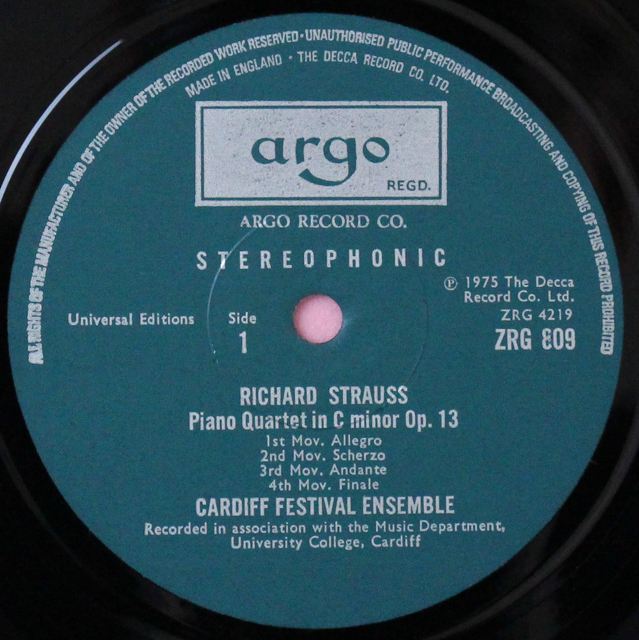 ALL RIGHTS OF THE MANUFACTURER AND OF THE OWNER OF THE RECORDED WORK RESERVED · UNAUTHORISED PUBLIC PERFORMANCE BROADCASTING AND COPYING OF THIS RECORD PROHIBITED
MADE IN ENGLAND · THE DECCA RECORD CO. LTD.
argo
REGD.
ARGO RECORD CO.
STEREOPHONIC
℗ 1975 The Decca
Record Co. Ltd.
Universal Editions
Side
1
ZRG 4219
ZRG 809
RICHARD STRAUSS
Piano Quartet in C minor Op. 13
1st Mov. Allegro
2nd Mov. Scherzo
3rd Mov. Andante
4th Mov. Finale
CARDIFF FESTIVAL ENSEMBLE
Recorded in association with the Music Department,
University College, Cardiff